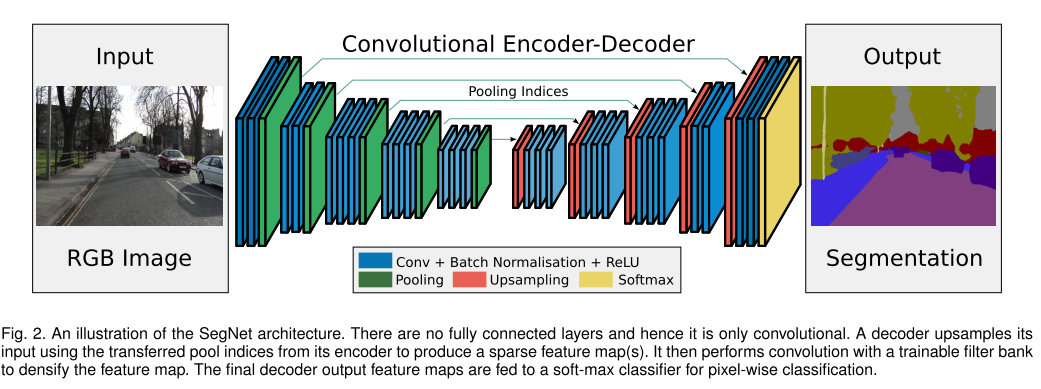 Convolutional Encoder-Decoder
Input
Output
Pooling Indices
RGB Image
Segmentation
Conv + Batch Normalisation + ReLU
Pooling
Upsampling
Softmax
Fig. 2. An illustration of the SegNet architecture. There are no fully connected layers and hence it is only convolutional. A decoder upsamples its
input using the transferred pool indices from its encoder to produce a sparse feature map(s). It then performs convolution with a trainable filter bank
to densify the feature map. The final decoder output feature maps are fed to a soft-max classifier for pixel-wise classification.